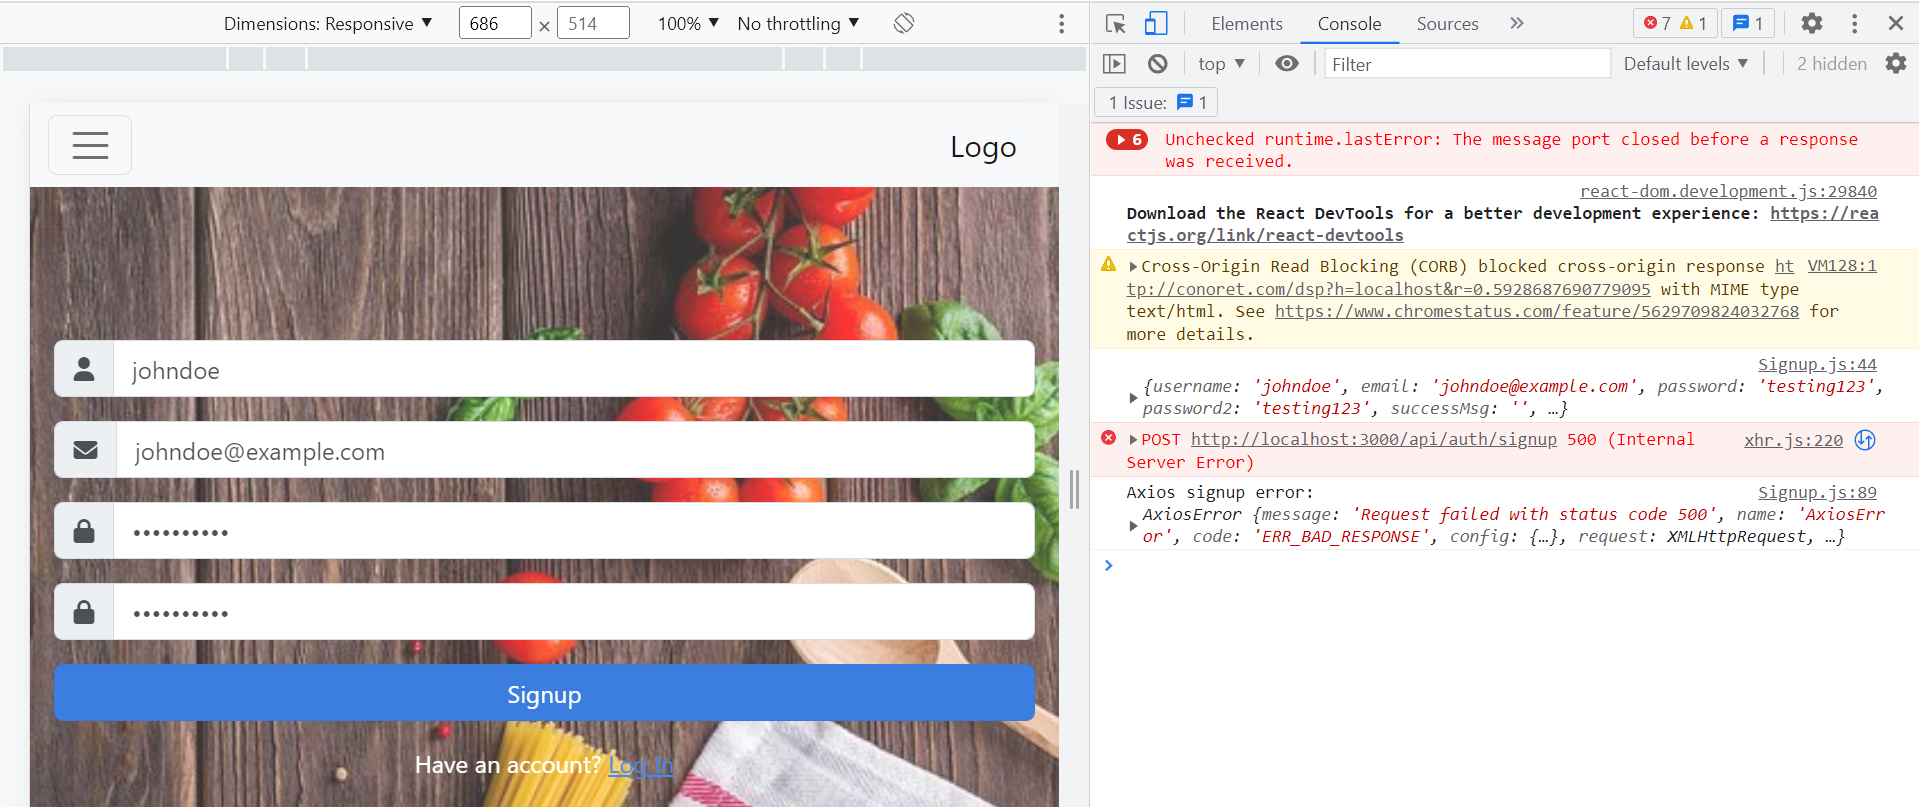 Dimensions: Responsive ▼ 686 × 514 100% ▼ No throttling ▼
Elements Console Sources » 7 1 1
top ▼ Filter Default levels ▼ 2 hidden
1 Issue: 1
Logo
johndoe
johndoe@example.com
••••••••••
••••••••••
Signup
Have an account? Log In
6 Unchecked runtime.lastError: The message port closed before a response
was received.
react-dom.development.js:29840
Download the React DevTools for a better development experience: https://rea
ctjs.org/link/react-devtools
Cross-Origin Read Blocking (CORB) blocked cross-origin response ht VM128:1
tp://conoret.com/dsp?h=localhost&r=0.5928687690779095 with MIME type
text/html. See https://www.chromestatus.com/feature/5629709824032768 for
more details.
Signup.js:44
{username: 'johndoe', email: 'johndoe@example.com', password: 'testing123',
password2: 'testing123', successMsg: '', …}
POST http://localhost:3000/api/auth/signup 500 (Internal xhr.js:220
Server Error)
Axios signup error: Signup.js:89
AxiosError {message: 'Request failed with status code 500', name: 'AxiosErr
or', code: 'ERR_BAD_RESPONSE', config: {…}, request: XMLHttpRequest, …}